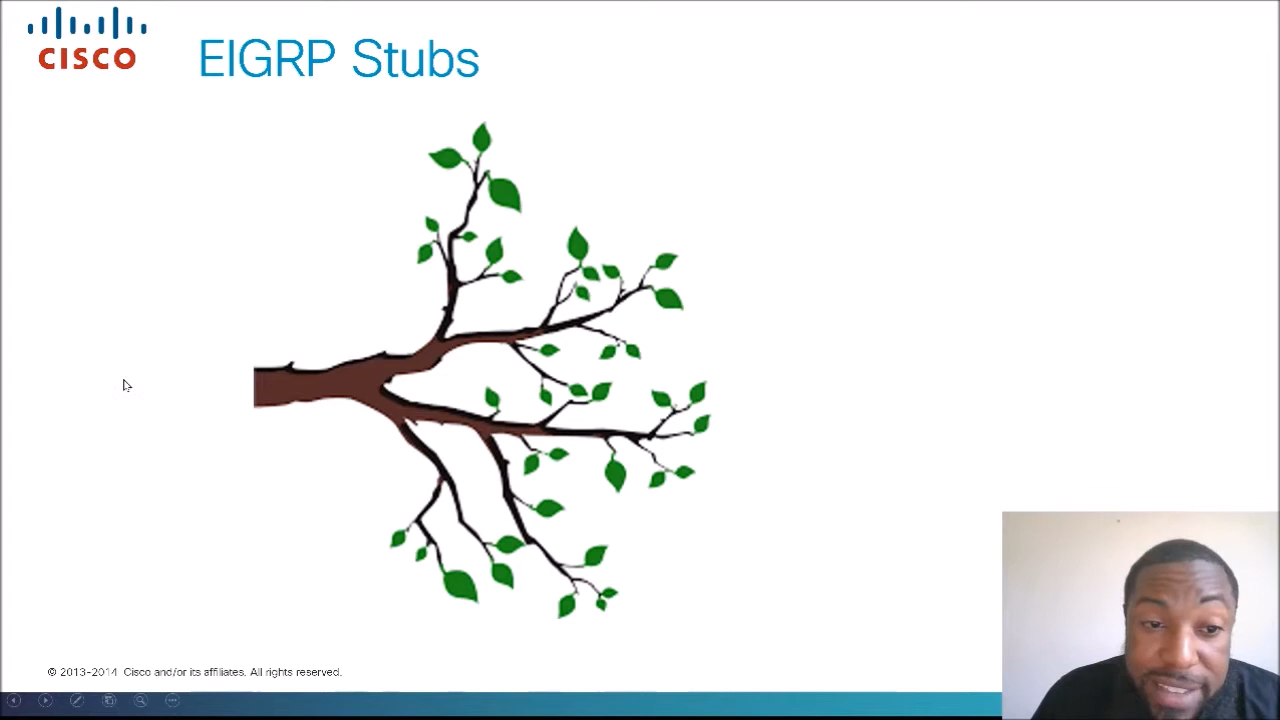 CISCO
EIGRP Stubs
© 2013-2014 Cisco and/or its affiliates. All rights reserved.